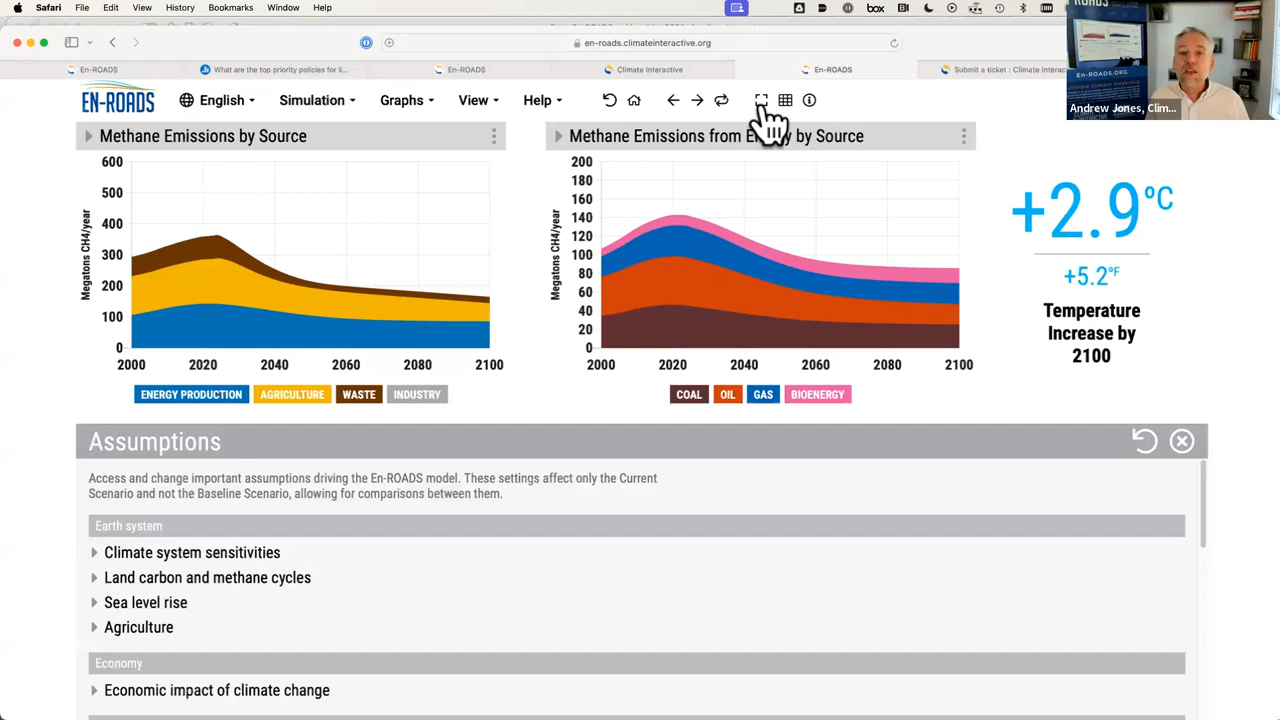 Safari File Edit View History Bookmarks Window Help box
en-roads.climateinteractive.org
En-ROADS What are the top priority policies for li... En-ROADS Climate Interactive En-ROADS Submit a ticket : Climate Interac...
En-ROADS.ORG
Andrew Jones, Clim...
EN-ROADS English Simulation Graphs View Help
Methane Emissions by Source
600
500
400
300
200
100
0
Megatons CH4/year
2000 2020 2040 2060 2080 2100
ENERGY PRODUCTION AGRICULTURE WASTE INDUSTRY
Methane Emissions from En by Source
200
180
160
140
120
100
80
60
40
20
0
Megatons CH4/year
2000 2020 2040 2060 2080 2100
COAL OIL GAS BIOENERGY
+2.9°C
+5.2°F
Temperature
Increase by
2100
Assumptions
Access and change important assumptions driving the En-ROADS model. These settings affect only the Current
Scenario and not the Baseline Scenario, allowing for comparisons between them.
Earth system
Climate system sensitivities
Land carbon and methane cycles
Sea level rise
Agriculture
Economy
Economic impact of climate change